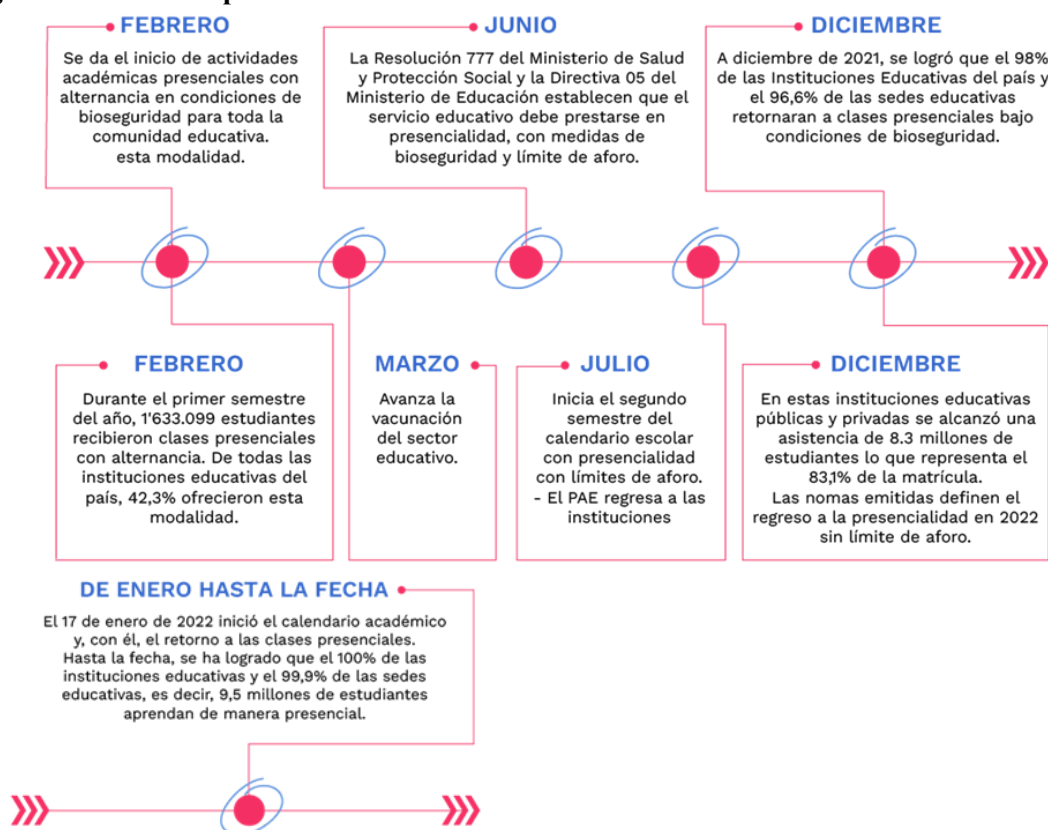 FEBRERO
Se da el inicio de actividades
académicas presenciales con
alternancia en condiciones de
bioseguridad para toda la
comunidad educativa.
esta modalidad.
JUNIO
La Resolución 777 del Ministerio de Salud
y Protección Social y la Directiva 05 del
Ministerio de Educación establecen que el
servicio educativo debe prestarse en
presencialidad, con medidas de
bioseguridad y límite de aforo.
DICIEMBRE
A diciembre de 2021, se logró que el 98%
de las Instituciones Educativas del país y
el 96,6% de las sedes educativas
retornaran a clases presenciales bajo
condiciones de bioseguridad.
FEBRERO
Durante el primer semestre
del año, 1'633.099 estudiantes
recibieron clases presenciales
con alternancia. De todas las
instituciones educativas del
país, 42,3% ofrecieron esta
modalidad.
MARZO
Avanza la
vacunación
del sector
educativo.
JULIO
Inicia el segundo
semestre del
calendario escolar
con presencialidad
con límites de aforo.
- El PAE regresa a las
instituciones
DICIEMBRE
En estas instituciones educativas
públicas y privadas se alcanzó una
asistencia de 8.3 millones de
estudiantes lo que representa el
83,1% de la matrícula.
Las nomas emitidas definen el
regreso a la presencialidad en 2022
sin límite de aforo.
DE ENERO HASTA LA FECHA
El 17 de enero de 2022 inició el calendario académico
y, con él, el retorno a las clases presenciales.
Hasta la fecha, se ha logrado que el 100% de las
instituciones educativas y el 99,9% de las sedes
educativas, es decir, 9,5 millones de estudiantes
aprendan de manera presencial.